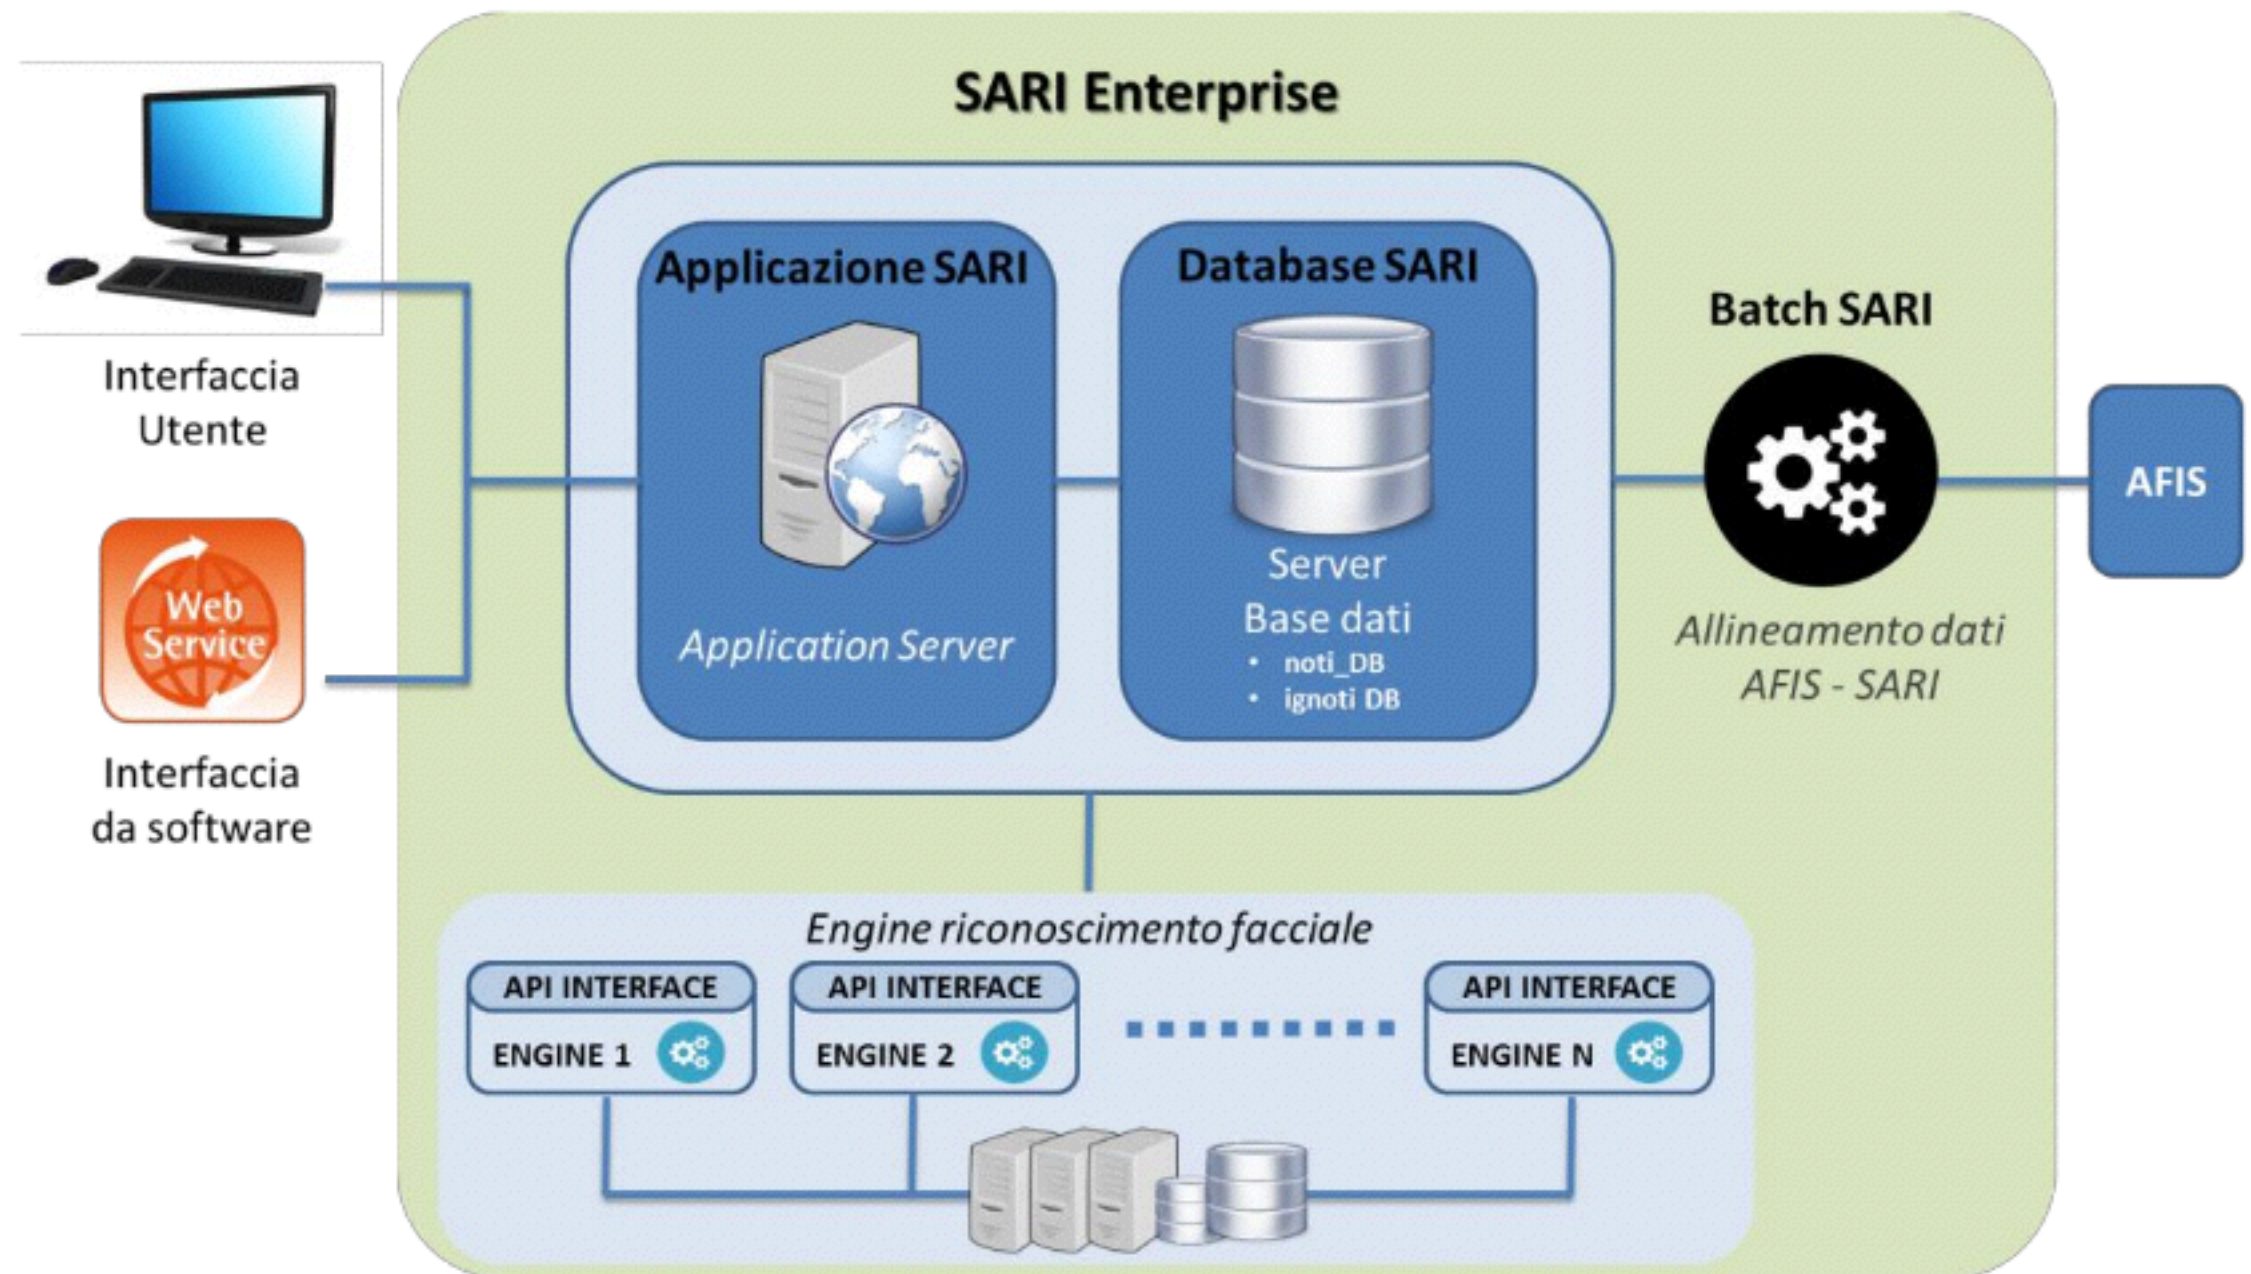 SARI Enterprise
Interfaccia
Utente
Web
Service
Interfaccia
da software
Applicazione SARI
Application Server
Database SARI
Server
Base dati
• noti_DB
• ignoti DB
Batch SARI
Allineamento dati
AFIS - SARI
AFIS
Engine riconoscimento facciale
API INTERFACE
ENGINE 1
API INTERFACE
ENGINE 2
API INTERFACE
ENGINE N